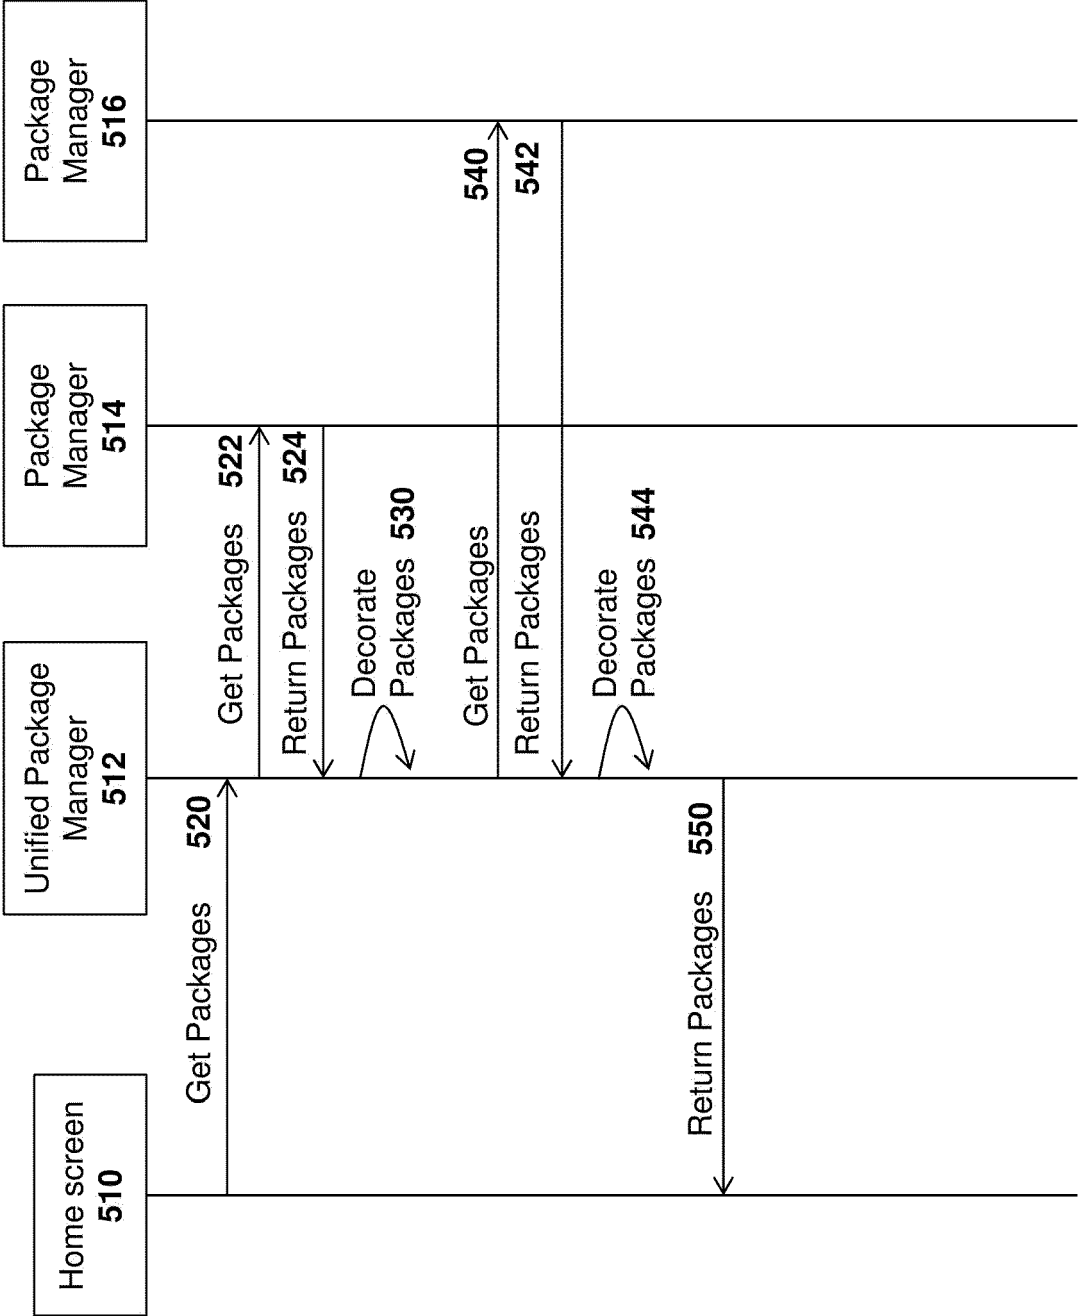 Home screen
510
Unified Package
Manager
512
Package
Manager
514
Package
Manager
516
Get Packages 520
Get Packages 522
Return Packages 524
Decorate
Packages 530
Get Packages 540
Return Packages 542
Decorate
Packages 544
Return Packages 550